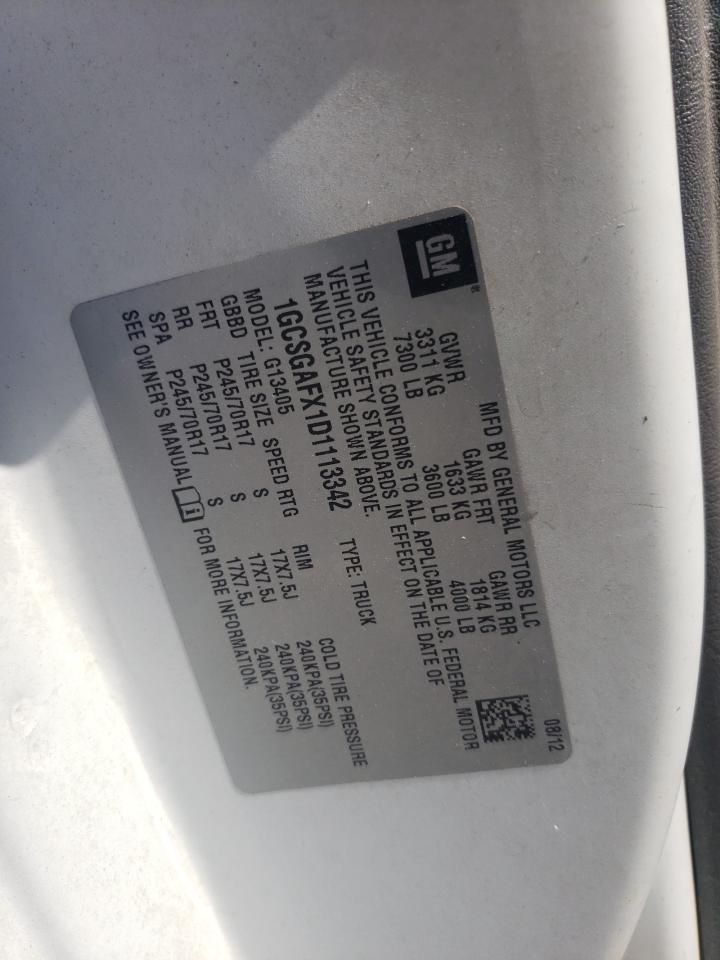 GM ®
MFD BY GENERAL MOTORS LLC 08/12
GVWR GAWR FRT GAWR RR
3311 KG 1633 KG 1814 KG
7300 LB 3600 LB 4000 LB
THIS VEHICLE CONFORMS TO ALL APPLICABLE U.S. FEDERAL MOTOR
VEHICLE SAFETY STANDARDS IN EFFECT ON THE DATE OF
MANUFACTURE SHOWN ABOVE.
1GCSGAFX1D1113342 TYPE: TRUCK
MODEL: G13405
GBBD TIRE SIZE SPEED RTG RIM COLD TIRE PRESSURE
FRT P245/70R17 S 17X7.5J 240KPA(35PSI)
RR P245/70R17 S 17X7.5J 240KPA(35PSI)
SPA P245/70R17 S 17X7.5J 240KPA(35PSI)
SEE OWNER'S MANUAL i FOR MORE INFORMATION.